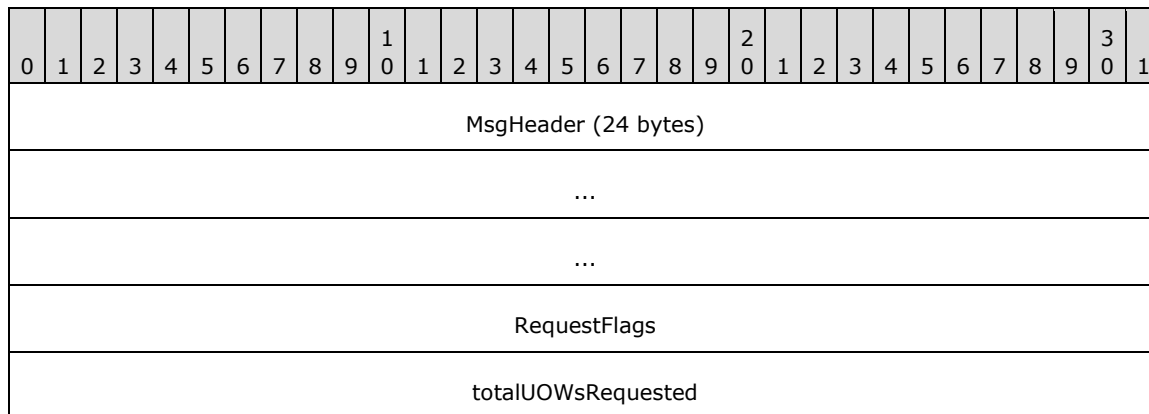 1 2 3
0 1 2 3 4 5 6 7 8 9 0 1 2 3 4 5 6 7 8 9 0 1 2 3 4 5 6 7 8 9 0 1
MsgHeader (24 bytes)
...
...
RequestFlags
totalUOWsRequested